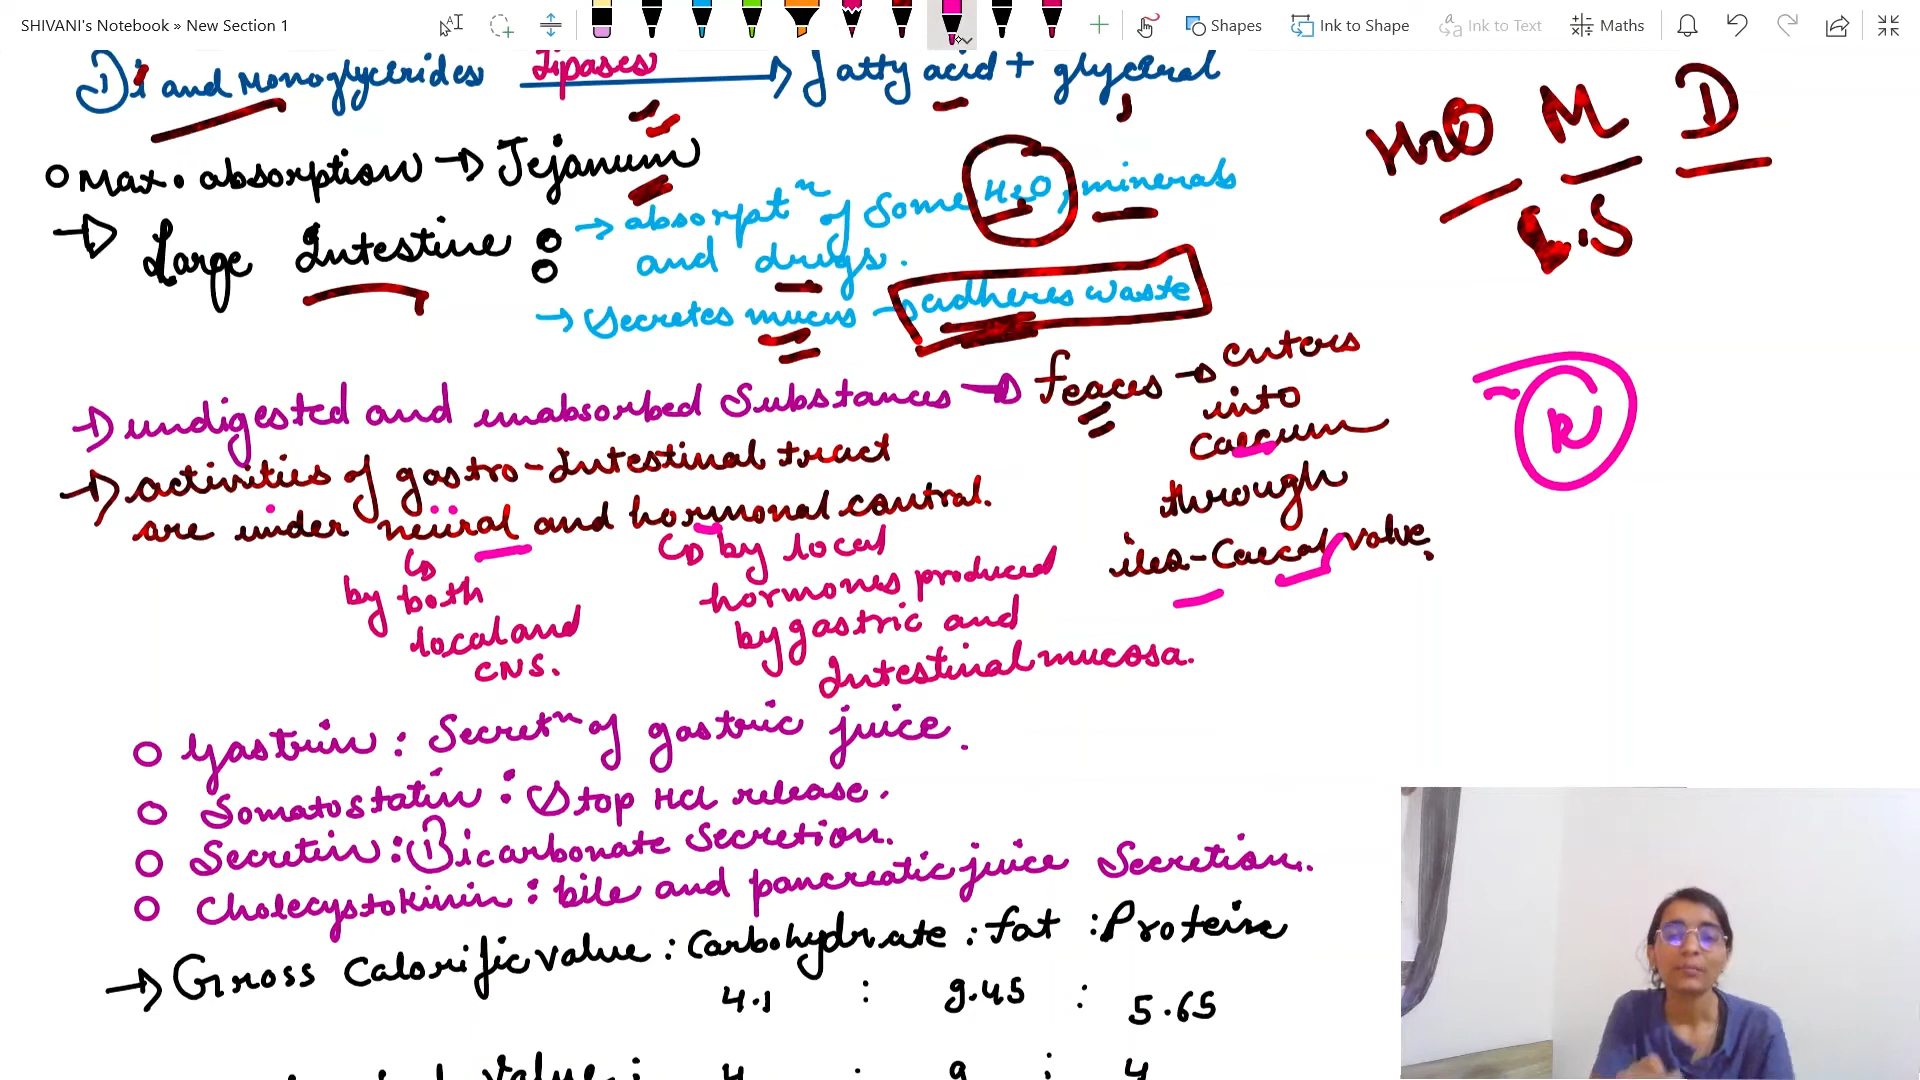 SHIVANI's Notebook » New Section 1
Shapes
Ink to Shape
Ink to Text
Maths
Di and Monoglycerides Lipases → fatty acid + glycerol
H2O M D
L.S
o Max. absorption → Jejanum
→ Large Intestine : → absorptⁿ of some H2O, minerals
and drugs.
→ Secretes mucus → adheres waste
→ undigested and unabsorbed substances → feaces → enters
into
Caecum
through
ileo-Caecal valve.
R
→ activities of gastro-Intestinal tract
are under neural and hormonal control.
by both
local and
CNS.
by local
hormones produced
by gastric and
Intestinal mucosa.
o Gastrin : Secretⁿ of gastric juice.
o Somatostatin : Stop HCl release.
o Secretin : Bicarbonate Secretion.
o Cholecystokinin : bile and pancreatic juice Secretion.
→ Gross Calorific value : Carbohydrate : fat : Proteins
4.1 : 9.45 : 5.65
value : 4 : 9 : 4